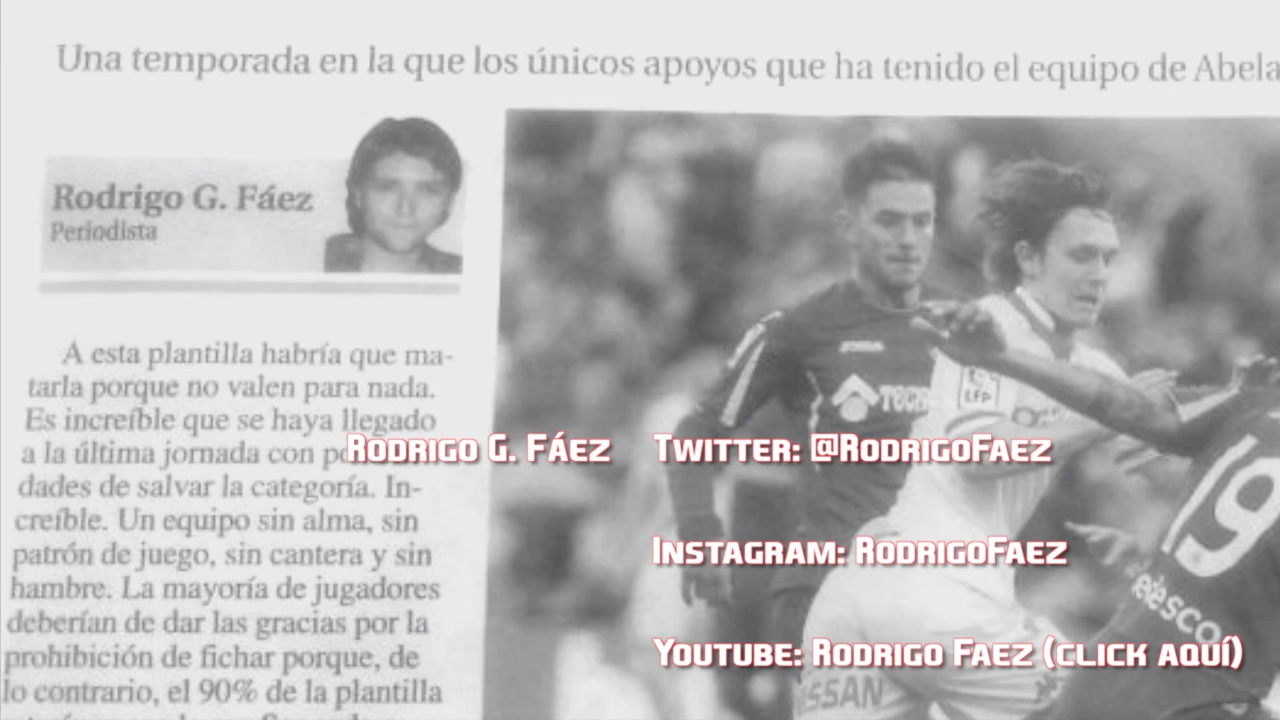 Una temporada en la que los únicos apoyos que ha tenido el equipo de Abela
Rodrigo G. Fáez
Periodista
A esta plantilla habría que ma-
tarla porque no valen para nada.
Es increíble que se haya llegado
a la última jornada con
dades de salvar la categoría. In-
creíble. Un equipo sin alma, sin
patrón de juego, sin cantera y sin
hambre. La mayoría de jugadores
deberían de dar las gracias por la
prohibición de fichar porque, de
lo contrario, el 90% de la plantilla
Rodrigo G. Fáez Twitter: @RodrigoFaez
Instagram: RodrigoFaez
Youtube: Rodrigo Faez (click aquí)
LFP
19
NISSAN